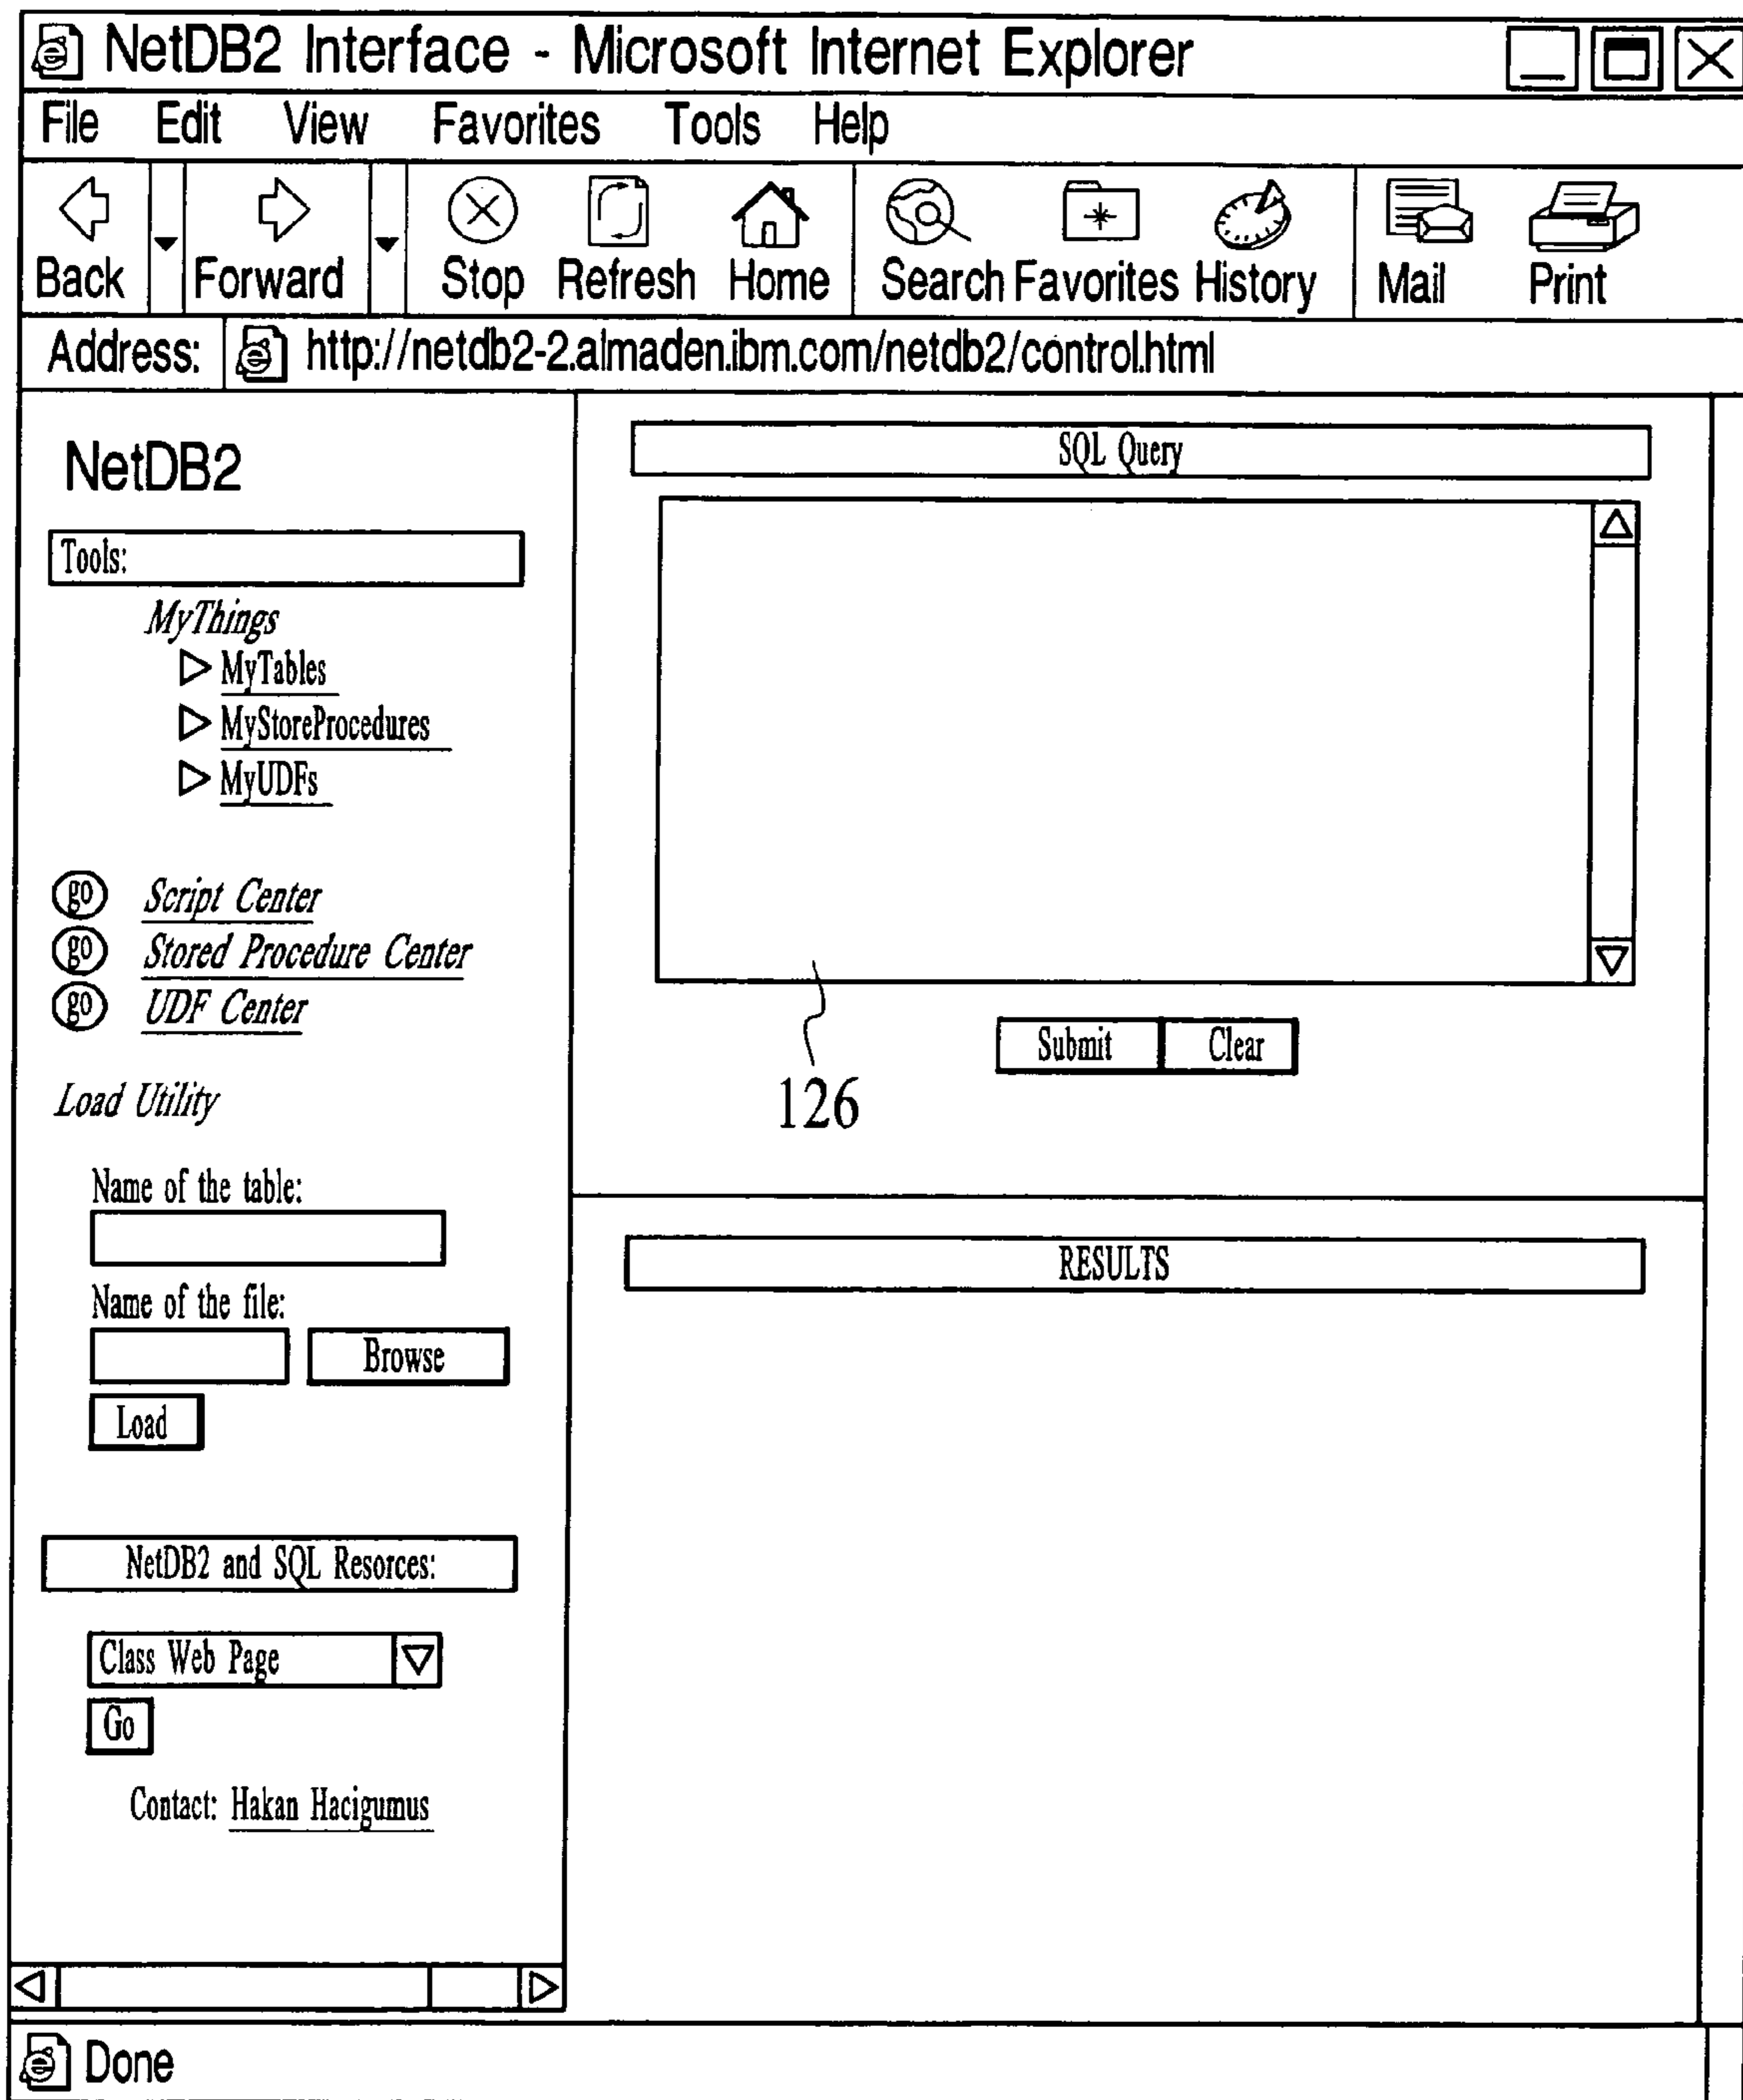 NetDB2 Interface - Microsoft Internet Explorer
File Edit View Favorites Tools Help
Back Forward Stop Refresh Home Search Favorites History Mail Print
Address: http://netdb2-2.almaden.ibm.com/netdb2/control.html
NetDB2
Tools:
MyThings
MyTables
MyStoreProcedures
MyUDFs
go Script Center
go Stored Procedure Center
go UDF Center
Load Utility
Name of the table:
Name of the file:
Browse
Load
NetDB2 and SQL Resorces:
Class Web Page
Go
Contact: Hakan Hacigumus
SQL Query
Submit Clear
126
RESULTS
Done